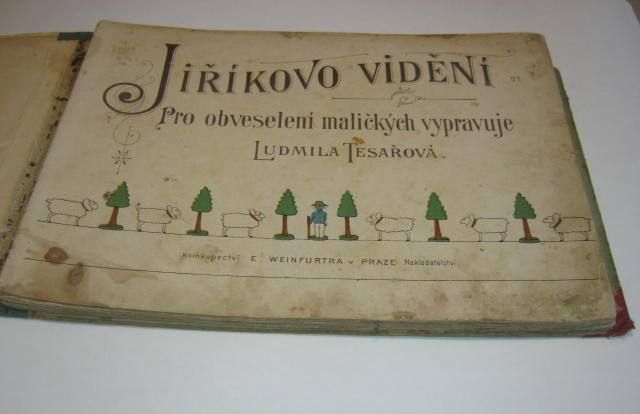 Jiříkovo vidění
Pro obveselení maličkých vypravuje
Ludmila Tesařová.
Knihkupectví E. WEINFURTRA v PRAZE Nakladatelství